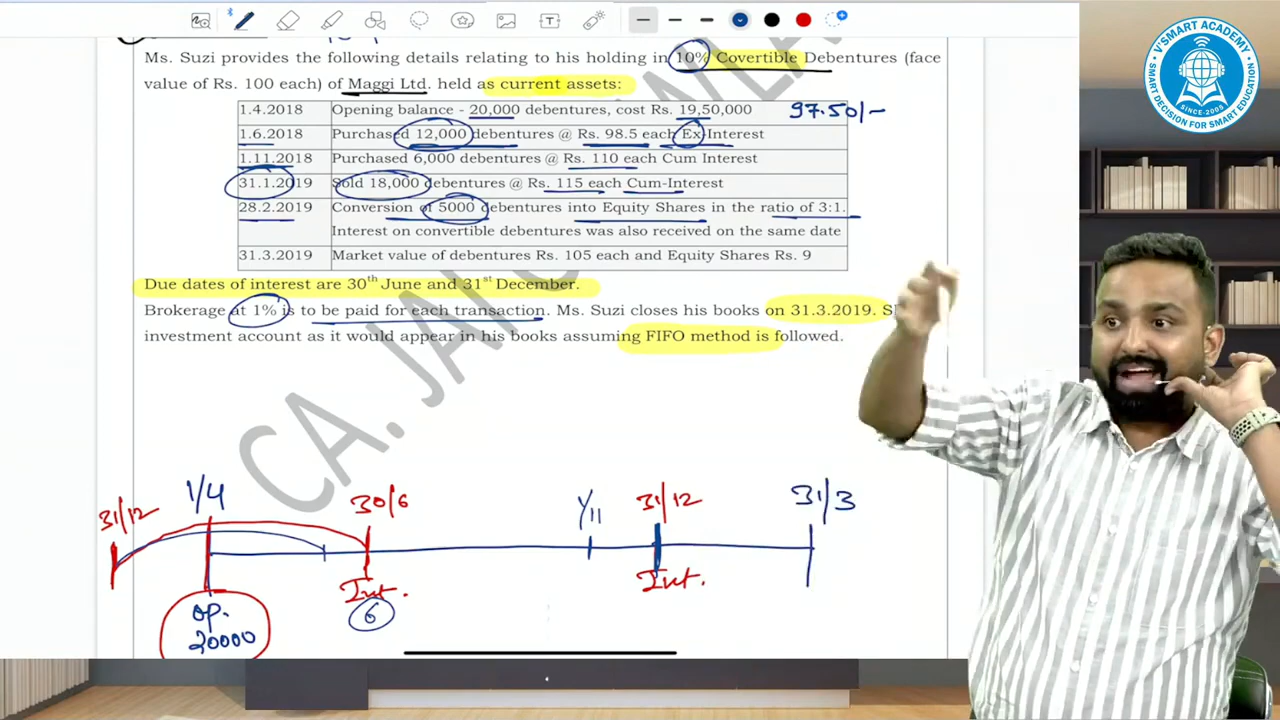 Ms. Suzi provides the following details relating to his holding in 10% Covertible Debentures (face
value of Rs. 100 each) of Maggi Ltd. held as current assets:
1.4.2018 Opening balance - 20,000 debentures, cost Rs. 19,50,000 97.50/-
1.6.2018 Purchased 12,000 debentures @ Rs. 98.5 each Ex-Interest
1.11.2018 Purchased 6,000 debentures @ Rs. 110 each Cum Interest
31.1.2019 Sold 18,000 debentures @ Rs. 115 each Cum-Interest
28.2.2019 Conversion of 5000 debentures into Equity Shares in the ratio of 3:1.
Interest on convertible debentures was also received on the same date
31.3.2019 Market value of debentures Rs. 105 each and Equity Shares Rs. 9
Due dates of interest are 30th June and 31st December.
Brokerage at 1% is to be paid for each transaction. Ms. Suzi closes his books on 31.3.2019.
investment account as it would appear in his books assuming FIFO method is followed.
CA. JAI
31/12 1/4 30/6 1/11 31/12 31/3
Int. Int.
6
op.
20000
V'SMART ACADEMY
SMART DECISION FOR SMART EDUCATION
SINCE-2005